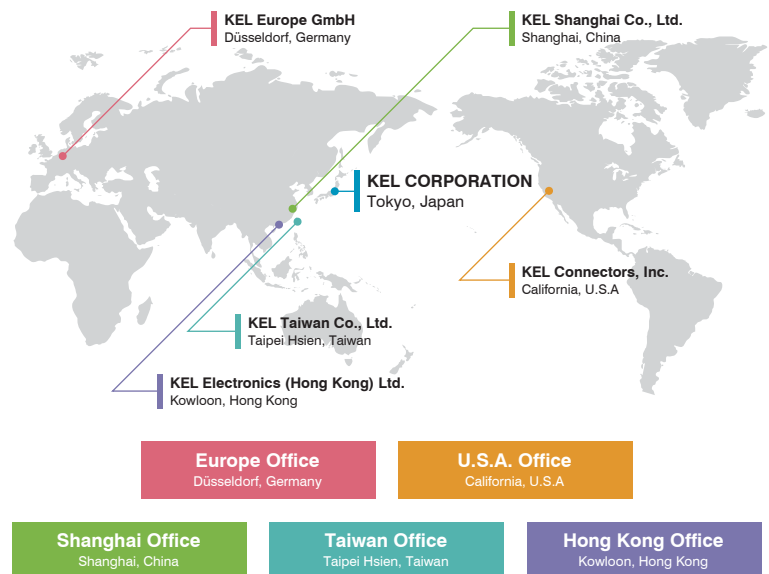 KEL Europe GmbH
Düsseldorf, Germany
KEL Shanghai Co., Ltd.
Shanghai, China
KEL CORPORATION
Tokyo, Japan
KEL Connectors, Inc.
California, U.S.A
KEL Taiwan Co., Ltd.
Taipei Hsien, Taiwan
KEL Electronics (Hong Kong) Ltd.
Kowloon, Hong Kong
Europe Office
Düsseldorf, Germany
U.S.A. Office
California, U.S.A
Shanghai Office
Shanghai, China
Taiwan Office
Taipei Hsien, Taiwan
Hong Kong Office
Kowloon, Hong Kong